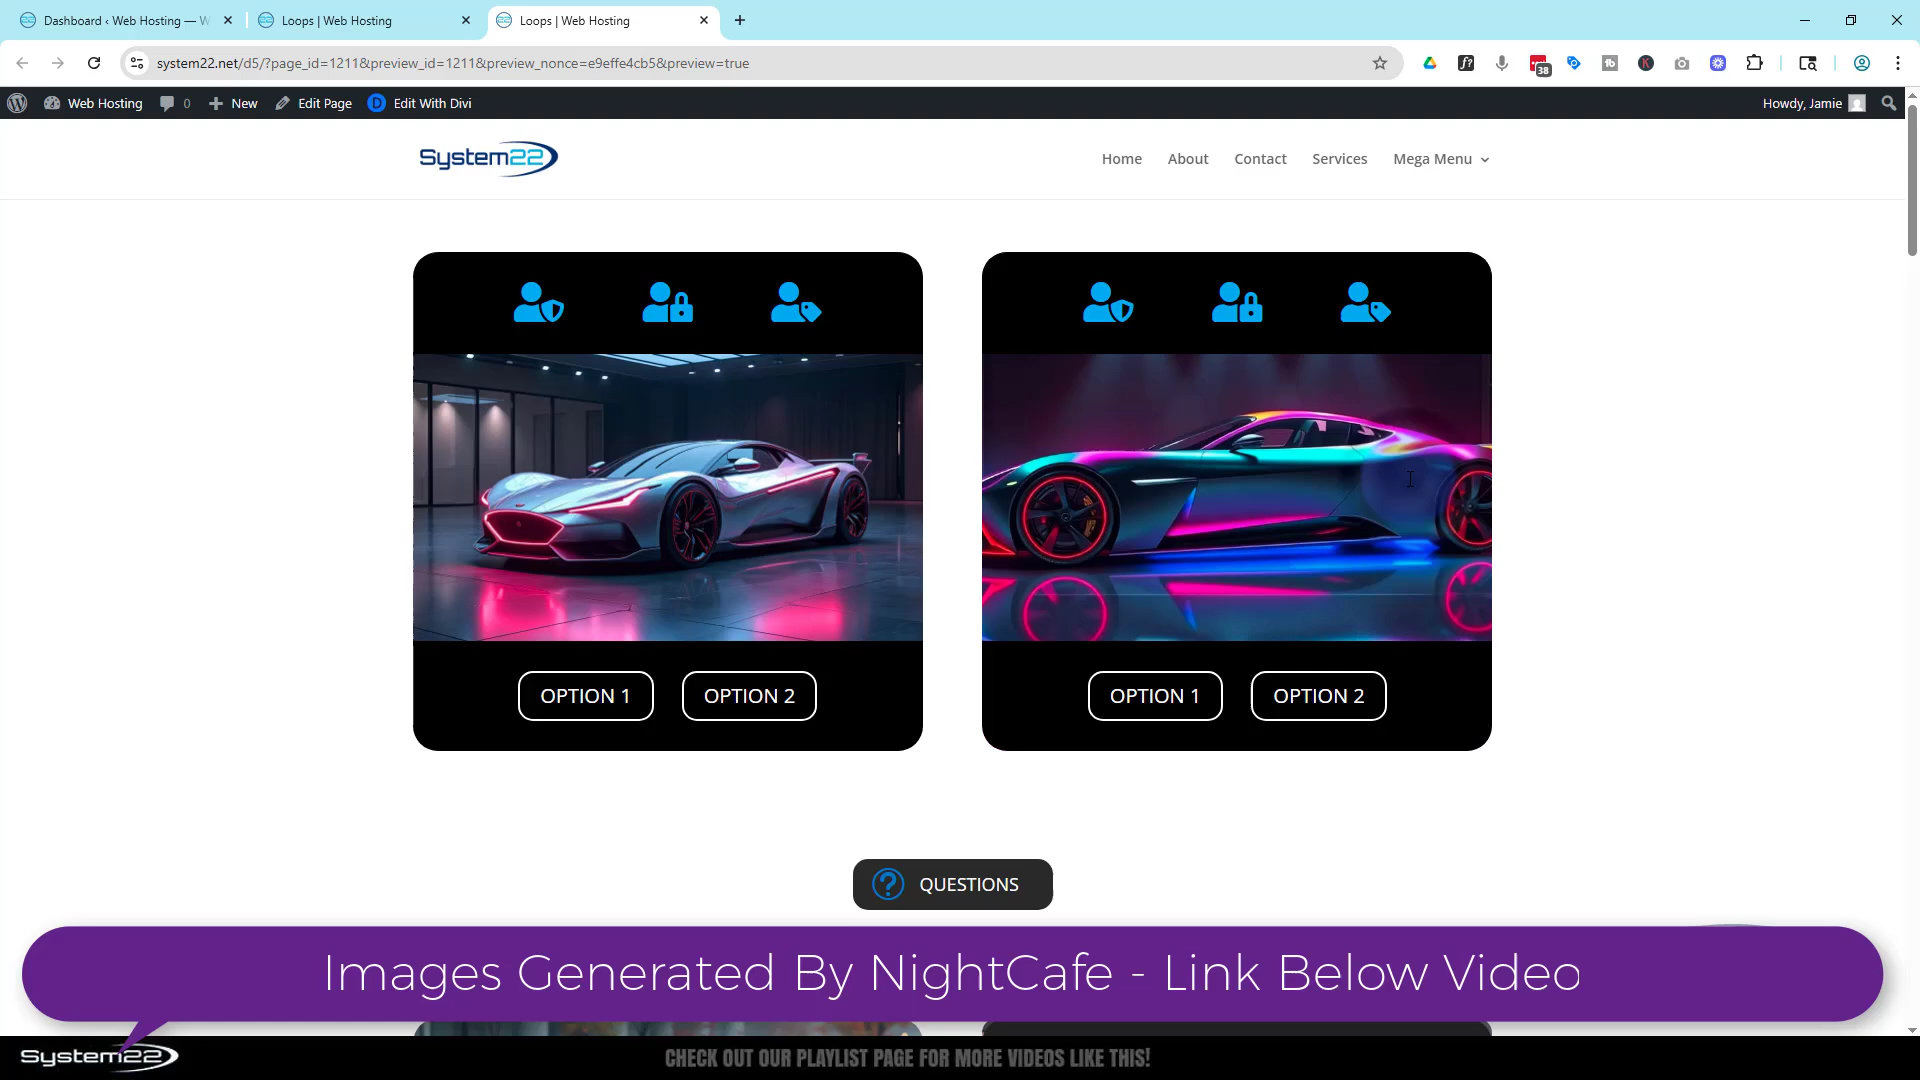 Dashboard ‹ Web Hosting — W
Loops | Web Hosting
Loops | Web Hosting
system22.net/d5/?page_id=1211&preview_id=1211&preview_nonce=e9effe4cb5&preview=true
38
Web Hosting
0
New
Edit Page
Edit With Divi
Howdy, Jamie
System22
Home
About
Contact
Services
Mega Menu
OPTION 1
OPTION 2
OPTION 1
OPTION 2
QUESTIONS
Images Generated By NightCafe - Link Below Video
System22
CHECK OUT OUR PLAYLIST PAGE FOR MORE VIDEOS LIKE THIS!